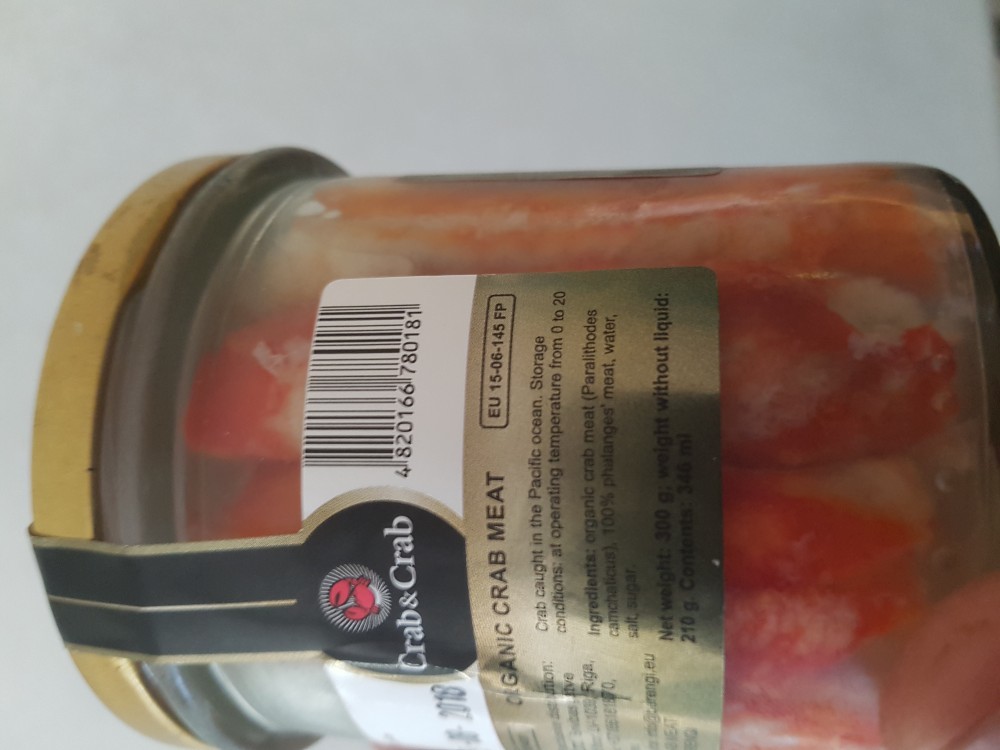 4 820166 780181
Crab&Crab
2018
EU 15-06-145 FP
ORGANIC CRAB MEAT
Crab caught in the Pacific ocean. Storage
conditions: at operating temperature from 0 to 20
Ingredients: organic crab meat (Paralithodes
camchaticus), 100% phalanges' meat, water,
salt, sugar.
Net weight: 300 g; weight without liquid:
210 g. Contents: 346 ml
Riga,